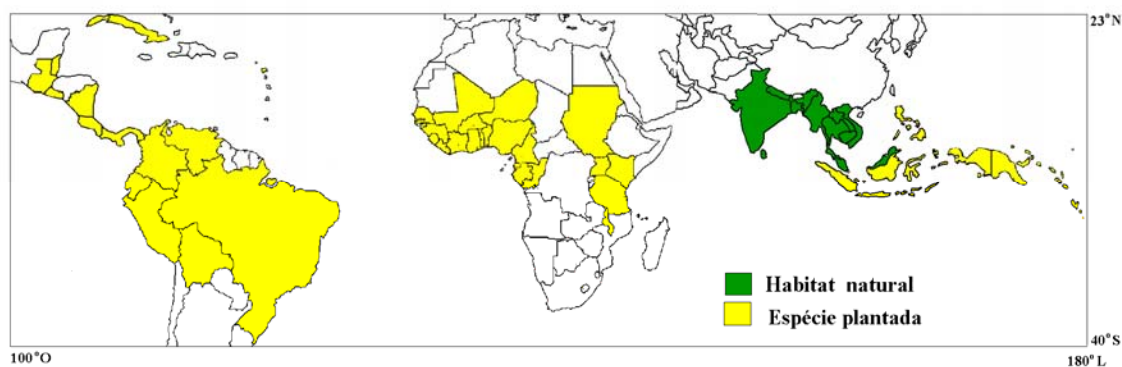 23°N
Habitat natural
Espécie plantada
40°S
100°O
180°L